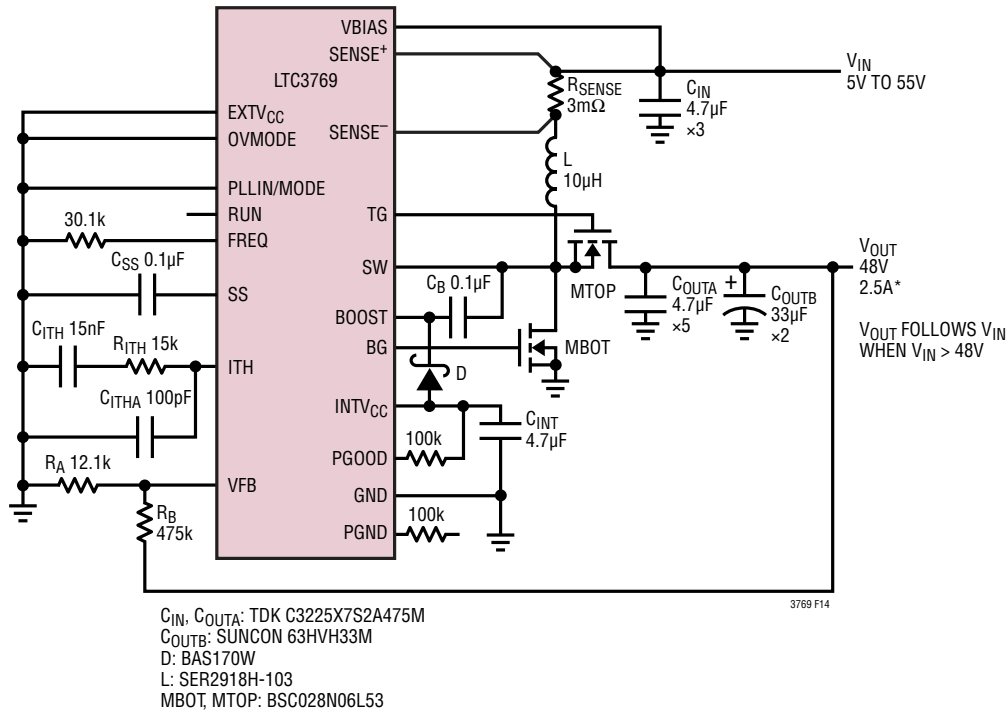 LTC3769
VBIAS
SENSE+
SENSE–
TG
SW
BOOST
BG
INTVCC
PGOOD
GND
PGND
EXTVCC
OVMODE
PLLIN/MODE
RUN
FREQ
SS
ITH
VFB
30.1k
CSS 0.1µF
CITH 15nF
RITH 15k
CITHA 100pF
RA 12.1k
RB
475k
RSENSE
3mΩ
CIN
4.7µF
×3
VIN
5V TO 55V
L
10µH
MTOP
CB 0.1µF
MBOT
D
CINT
4.7µF
100k
100k
COUTA
4.7µF
×5
+
COUTB
33µF
×2
VOUT
48V
2.5A*
VOUT FOLLOWS VIN
WHEN VIN > 48V
3769 F14
CIN, COUTA: TDK C3225X7S2A475M
COUTB: SUNCON 63HVH33M
D: BAS170W
L: SER2918H-103
MBOT, MTOP: BSC028N06L53